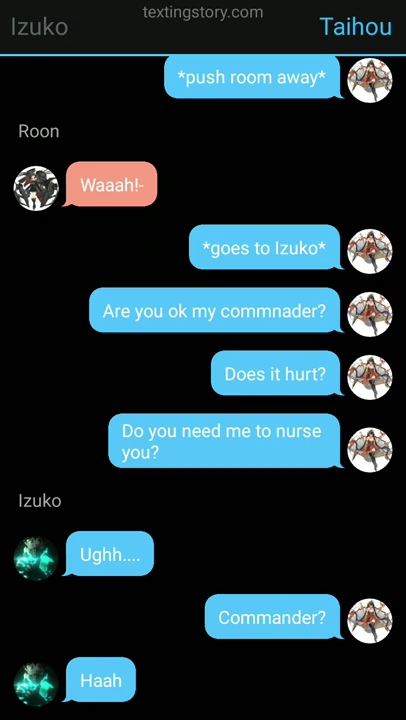 textingstory.com
Izuko
Taihou
*push room away*
Roon
Waaah!-
*goes to Izuko*
Are you ok my commnader?
Does it hurt?
Do you need me to nurse
you?
Izuko
Ughh....
Commander?
Haah